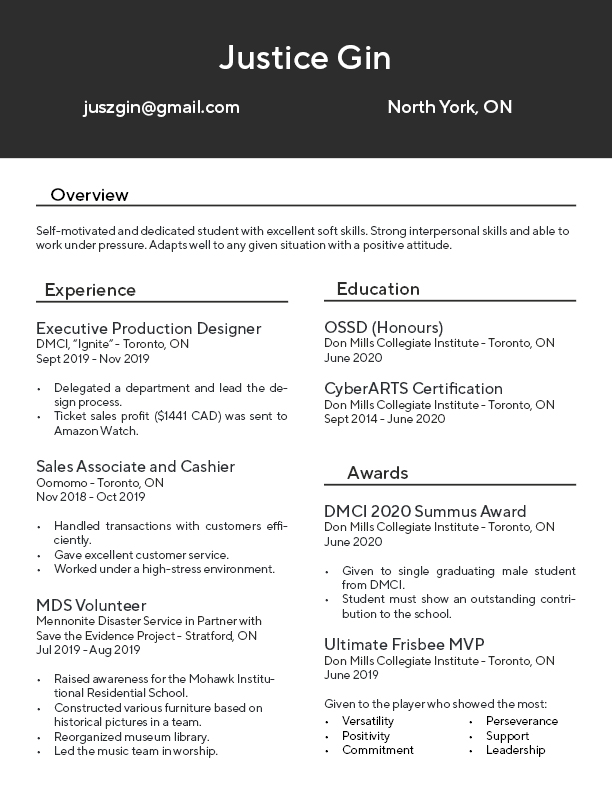 Justice Gin
juszgin@gmail.com
North York, ON
Overview
Self-motivated and dedicated student with excellent soft skills. Strong interpersonal skills and able to
work under pressure. Adapts well to any given situation with a positive attitude.
Experience
Executive Production Designer
DMCI, "Ignite" - Toronto, ON
Sept 2019 - Nov 2019
• Delegated a department and lead the de-
sign process.
• Ticket sales profit ($1441 CAD) was sent to
Amazon Watch.
Sales Associate and Cashier
Oomomo - Toronto, ON
Nov 2018 - Oct 2019
• Handled transactions with customers effi-
ciently.
• Gave excellent customer service.
• Worked under a high-stress environment.
MDS Volunteer
Mennonite Disaster Service in Partner with
Save the Evidence Project - Stratford, ON
Jul 2019 - Aug 2019
• Raised awareness for the Mohawk Institu-
tional Residential School.
• Constructed various furniture based on
historical pictures in a team.
• Reorganized museum library.
• Led the music team in worship.
Education
OSSD (Honours)
Don Mills Collegiate Institute - Toronto, ON
June 2020
CyberARTS Certification
Don Mills Collegiate Institute - Toronto, ON
Sept 2014 - June 2020
Awards
DMCI 2020 Summus Award
Don Mills Collegiate Institute - Toronto, ON
June 2020
• Given to single graduating male student
from DMCI.
• Student must show an outstanding contri-
bution to the school.
Ultimate Frisbee MVP
Don Mills Collegiate Institute - Toronto, ON
June 2019
Given to the player who showed the most:
• Versatility
• Positivity
• Commitment
• Perseverance
• Support
• Leadership